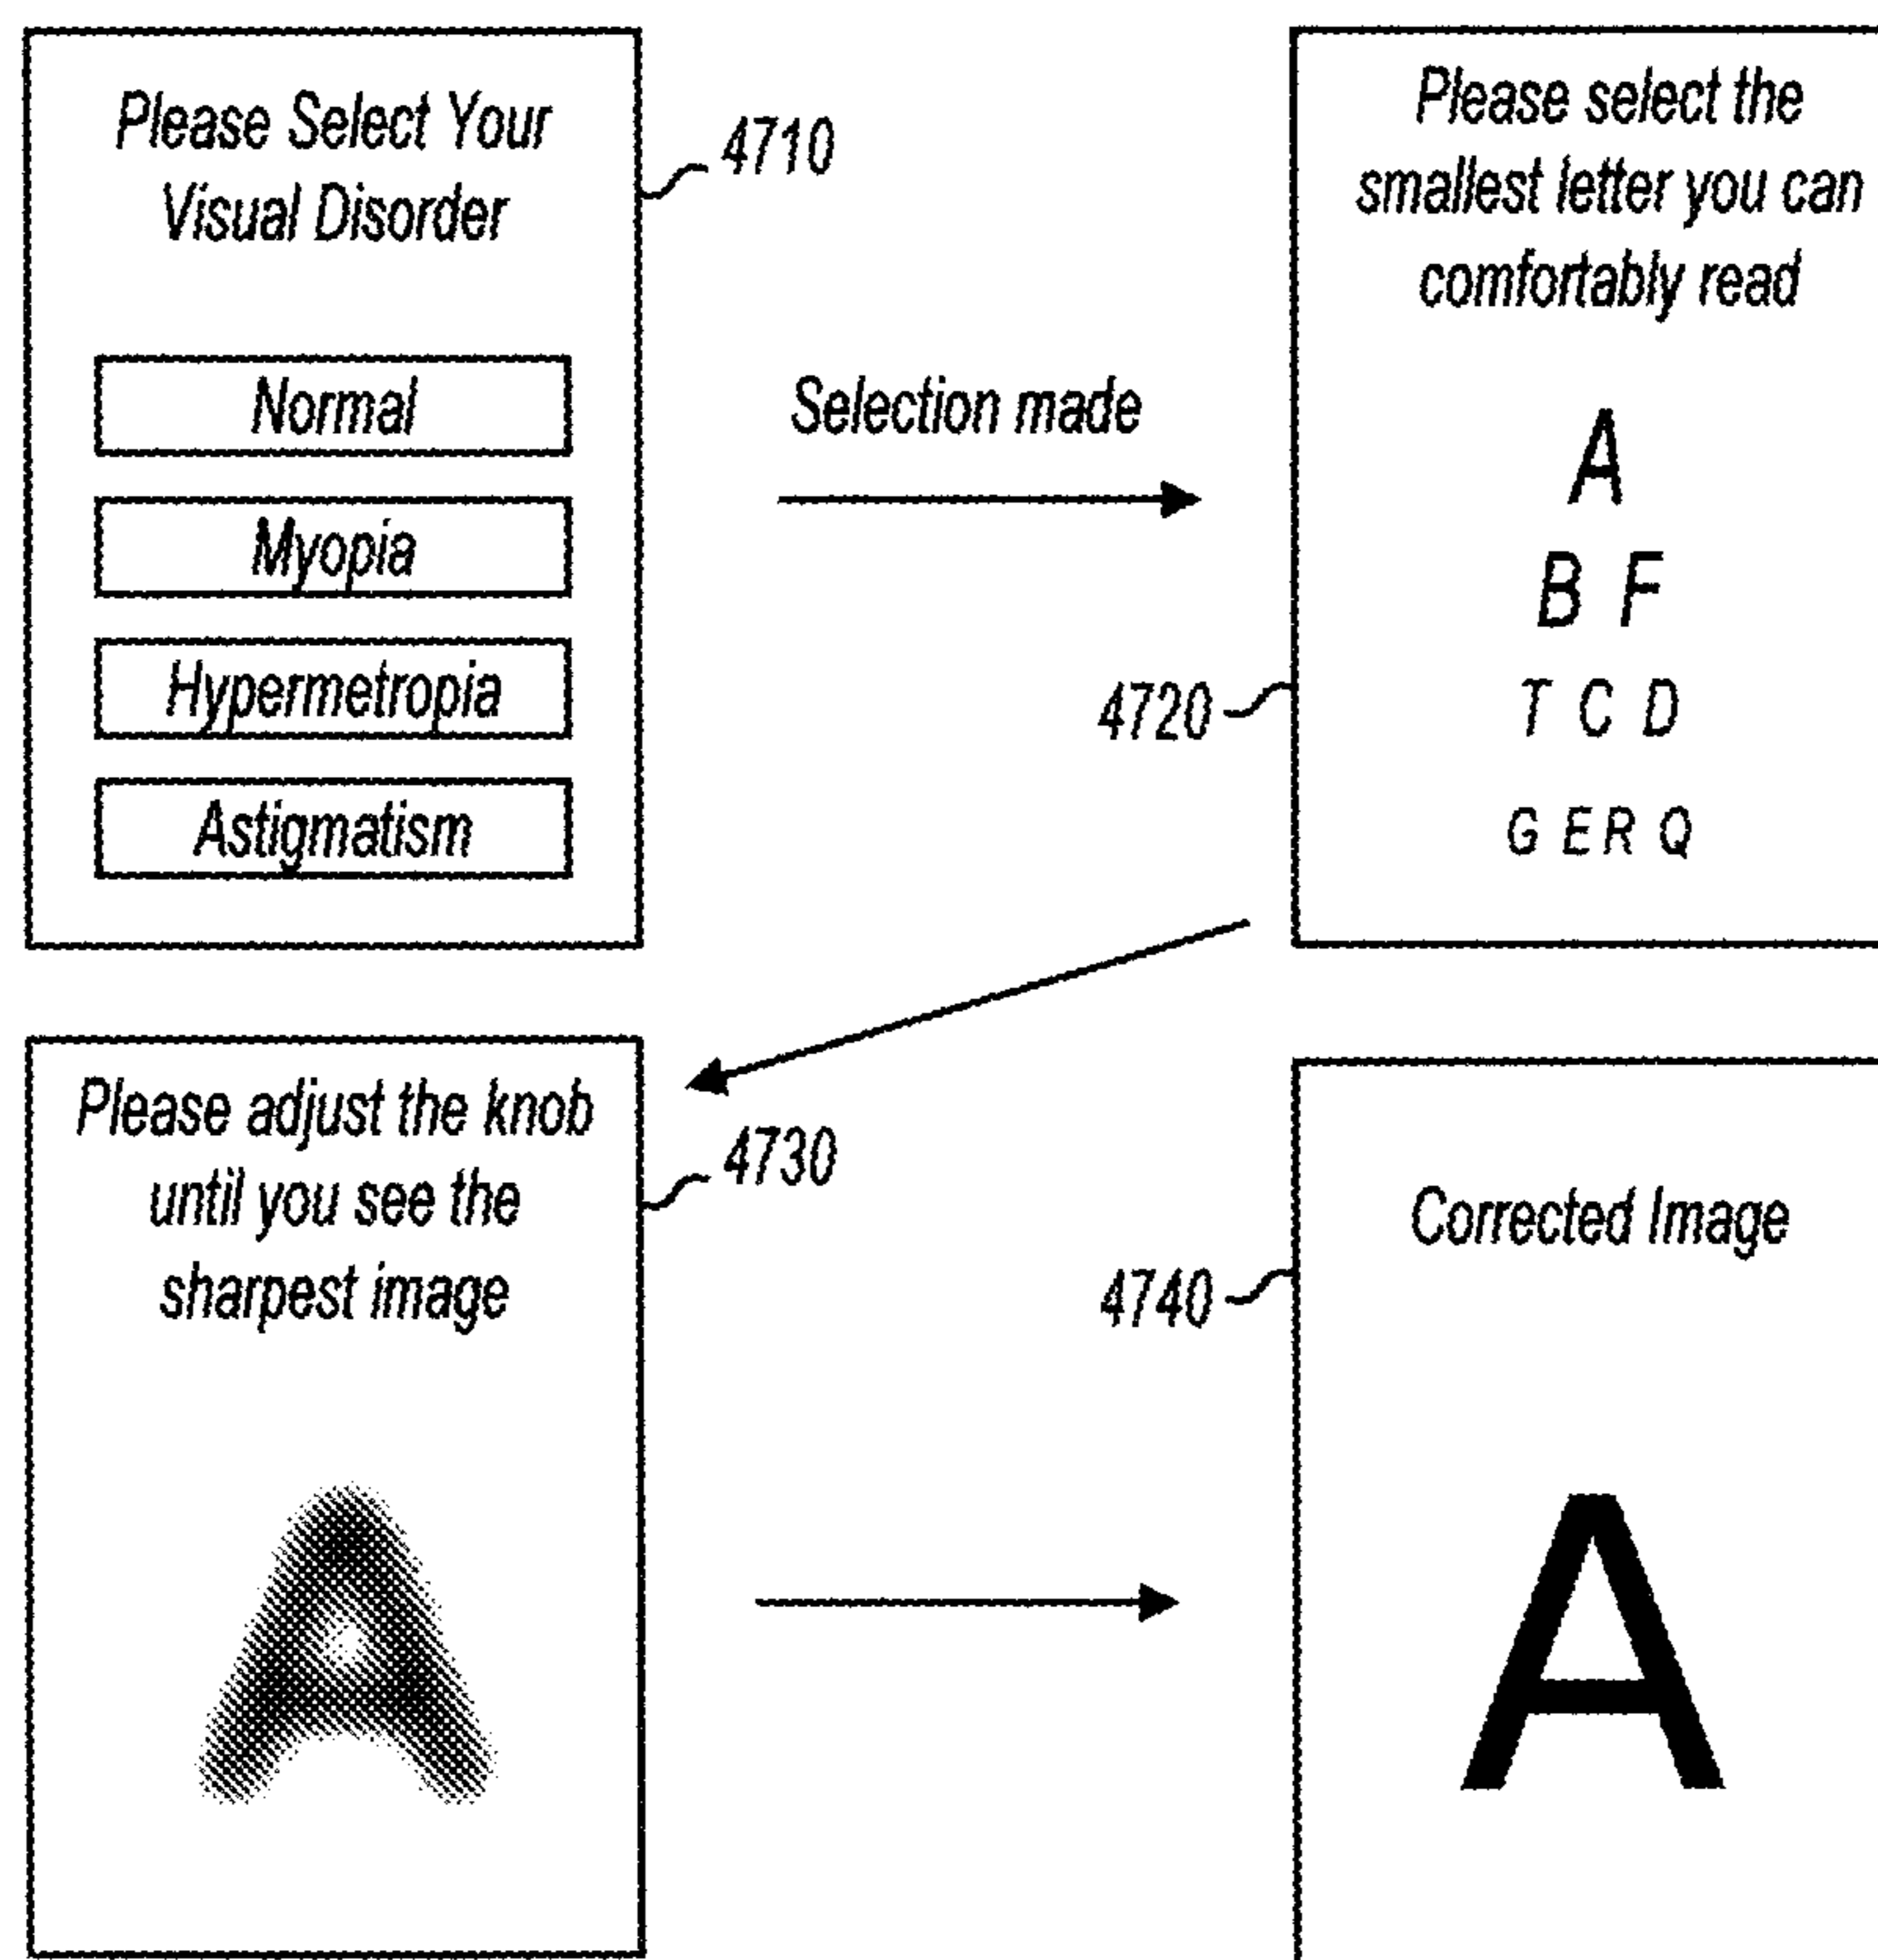 Please Select Your
Visual Disorder
4710
Normal
Myopia
Hypermetropia
Astigmatism
Selection made
Please select the
smallest letter you can
comfortably read
A
B F
T C D
4720
G E R Q
Please adjust the knob
until you see the
sharpest image
4730
A
Corrected Image
4740
A